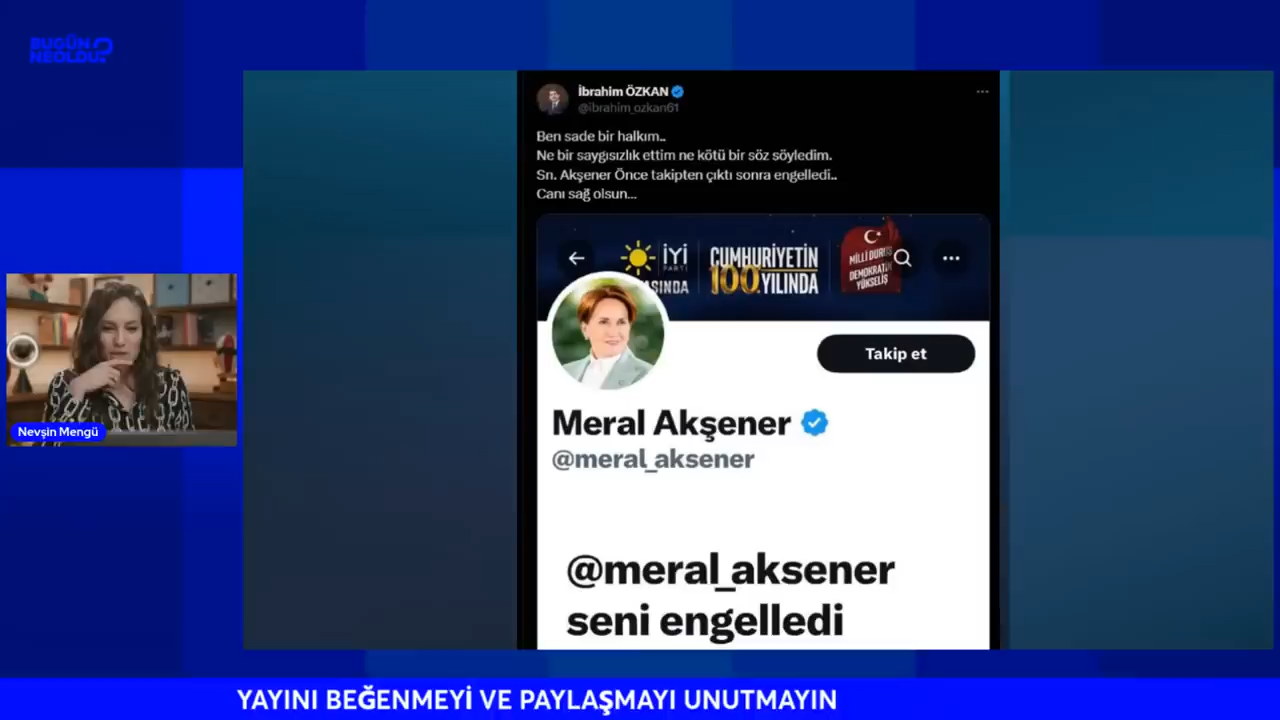 BUGÜN
NEOLDU?
İbrahim ÖZKAN
@ibrahim_ozkan61
Ben sade bir halkım..
Ne bir saygısızlık ettim ne kötü bir söz söyledim.
Sn. Akşener Önce takipten çıktı sonra engelledi..
Canı sağ olsun...
İYİ
PARTİ
ASINDA
CUMHURİYETİN
100.YILINDA
MİLLİ DURUŞ
DEMOKRATİK
YÜKSELİŞ
Takip et
Meral Akşener
@meral_aksener
@meral_aksener
seni engelledi
Nevşin Mengü
YAYINI BEĞENMEYİ VE PAYLAŞMAYI UNUTMAYIN